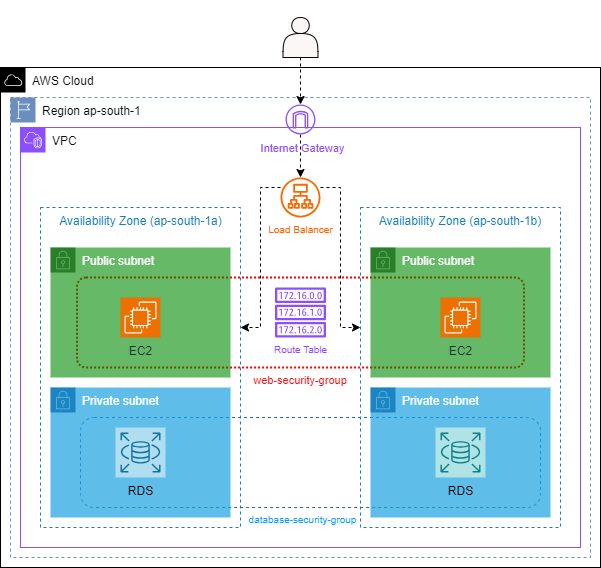 AWS Cloud
Region ap-south-1
VPC
Internet Gateway
Load Balancer
Availability Zone (ap-south-1a)
Availability Zone (ap-south-1b)
Public subnet
Public subnet
172.16.0.0
172.16.1.0
172.16.2.0
Route Table
EC2
EC2
web-security-group
Private subnet
Private subnet
RDS
RDS
database-security-group